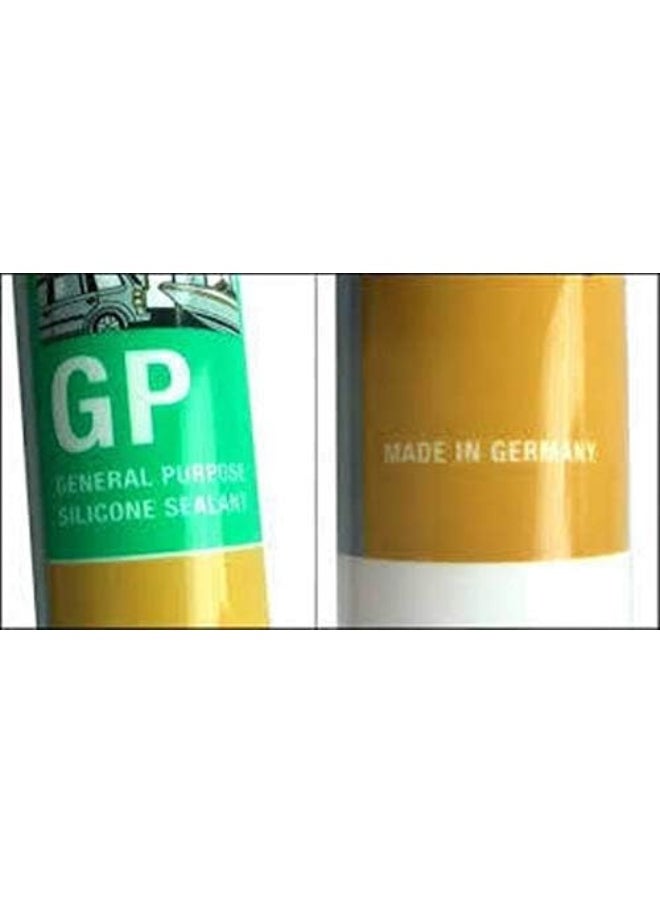 GP
GENERAL PURPOSE
SILICONE SEALANT
MADE IN GERMANY